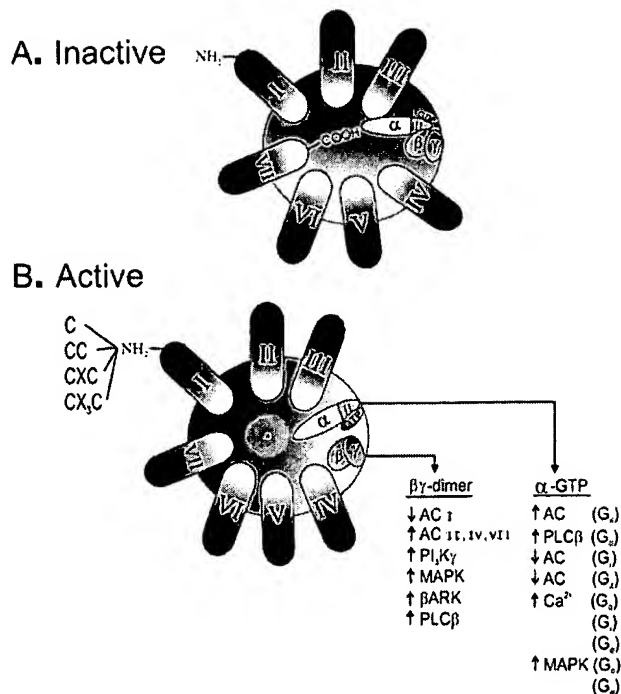 A. Inactive
NH₂
I
II
III
α
β γ
COOH
VII
VI
V
IV
B. Active
C
CC
CXC
CX₃C
NH₂
I
II
III
α
β γ
VII
VI
V
IV
βγ-dimer
↓ AC I
↑ AC II, IV, VII
↑ PI₃Kγ
↑ MAPK
↑ βARK
↑ PLCβ
α-GTP
↑ AC
↑ PLCβ
↓ AC
↓ AC
↑ Ca²⁺
↑ MAPK